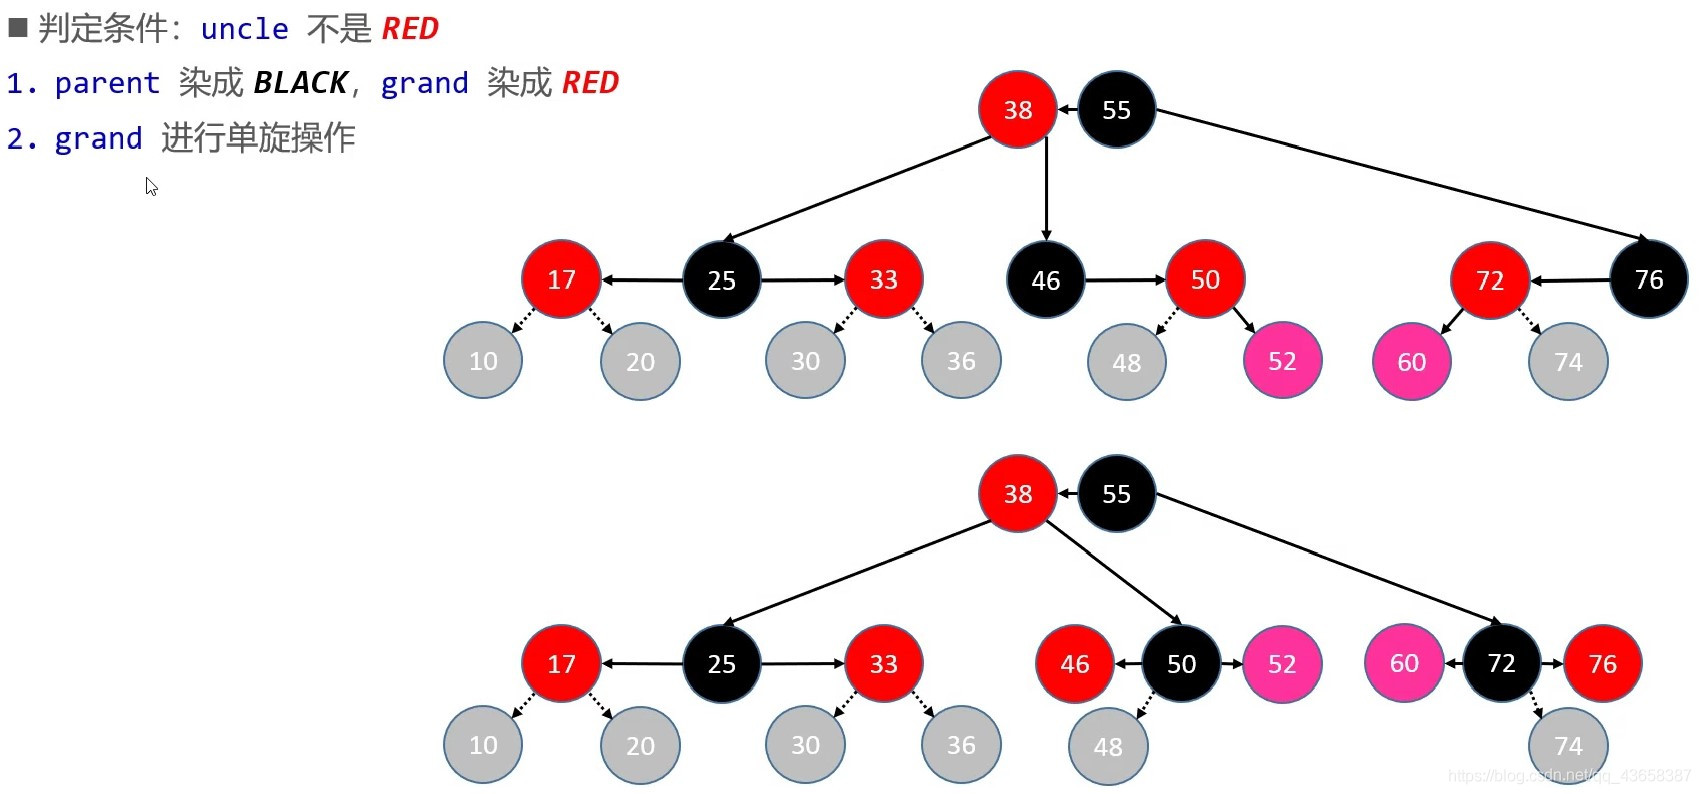 ■ 判定条件：uncle 不是 RED
1. parent 染成 BLACK，grand 染成 RED
2. grand 进行单旋操作
38 55
17 25 33 46 50 72 76
10 20 30 36 48 52 60 74
38 55
17 25 33 46 50 52 60 72 76
10 20 30 36 48 74
https://blog.csdn.net/qq_43658387